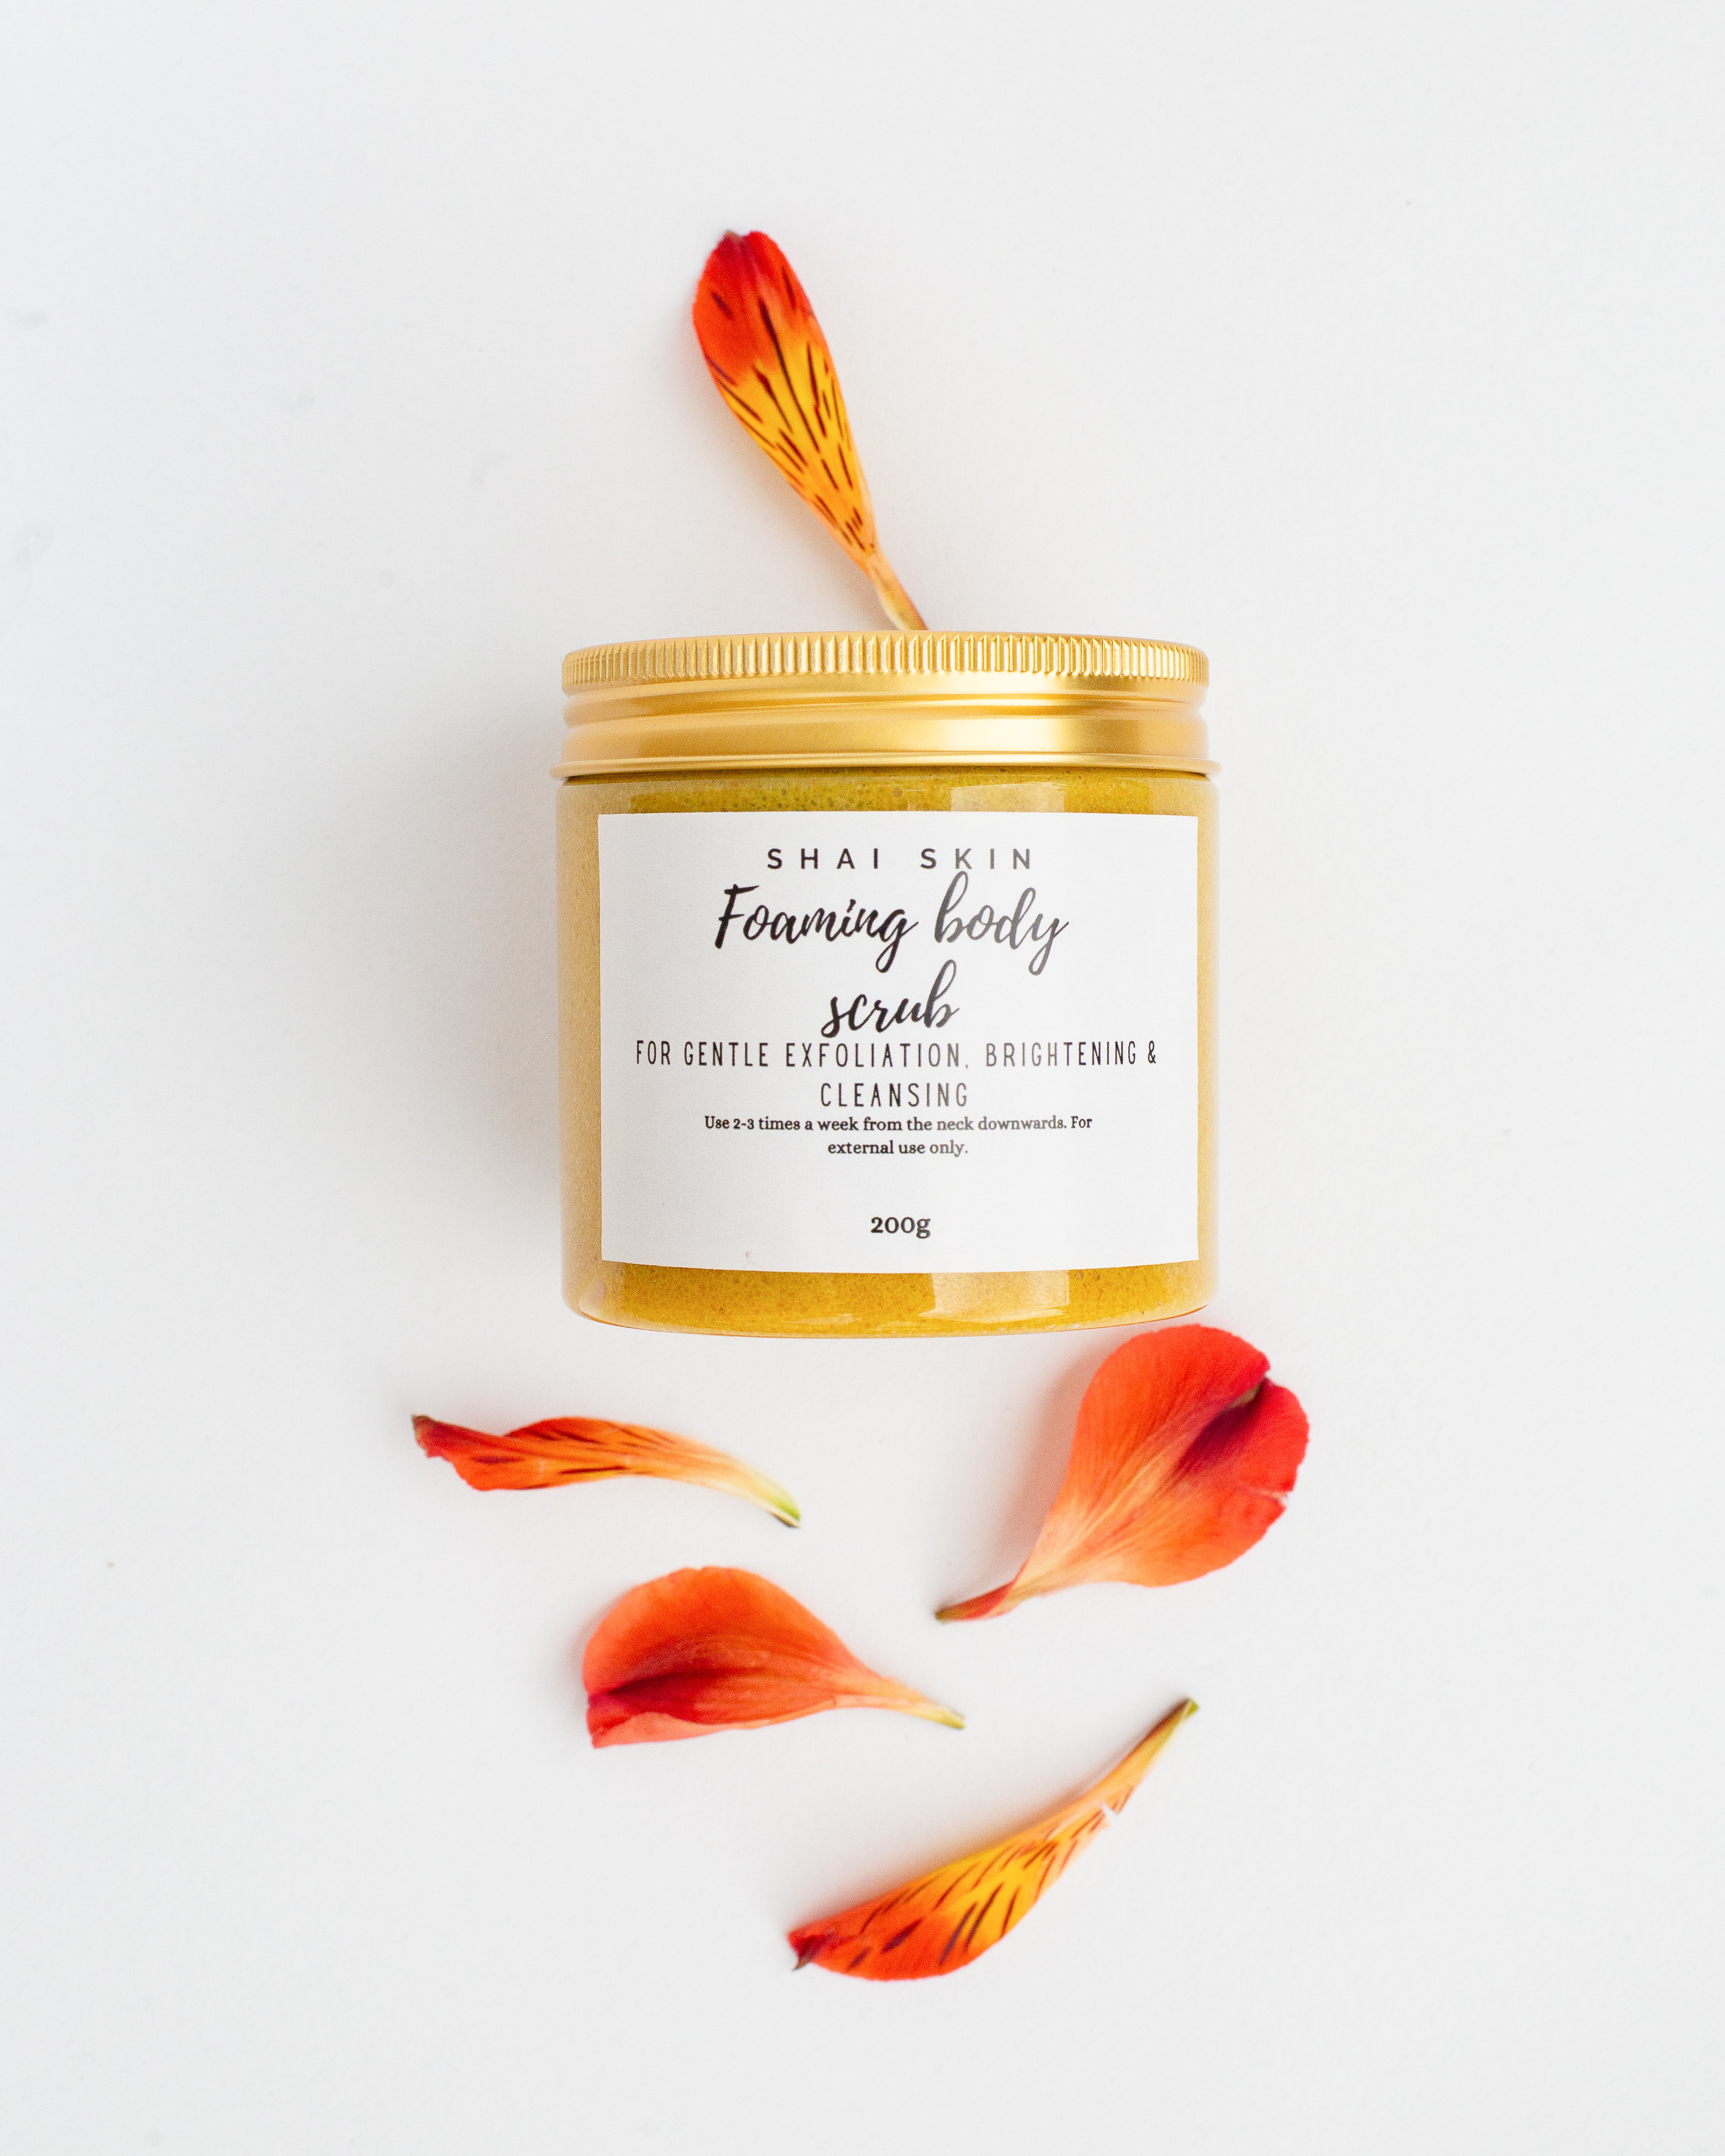 SHAI SKIN
Foaming body
scrub
FOR GENTLE EXFOLIATION, BRIGHTENING &
CLEANSING
Use 2-3 times a week from the neck downwards. For
external use only.
200g